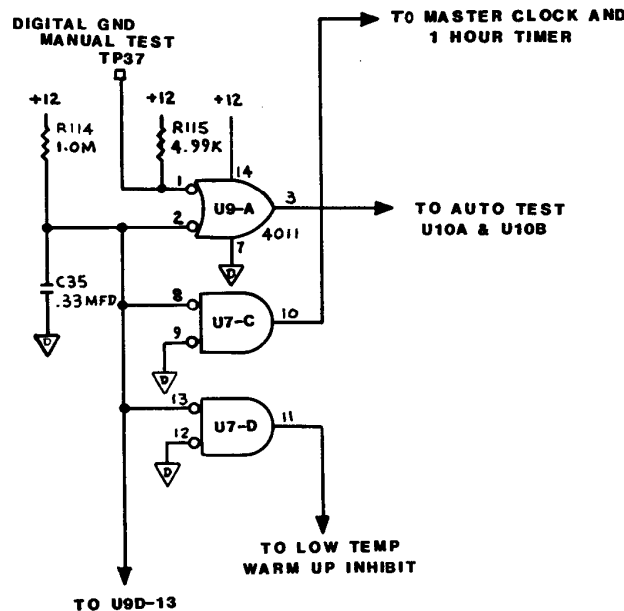 TO MASTER CLOCK AND
1 HOUR TIMER
DIGITAL GND
MANUAL TEST
TP37
+12
+12
+12
R114
1.0M
R115
4.99K
14
1
U9-A
3
2
4011
7
D
TO AUTO TEST
U10A & U10B
C35
.33MFD
D
8
U7-C
10
9
D
13
U7-D
11
12
D
TO LOW TEMP
WARM UP INHIBIT
TO U9D-13